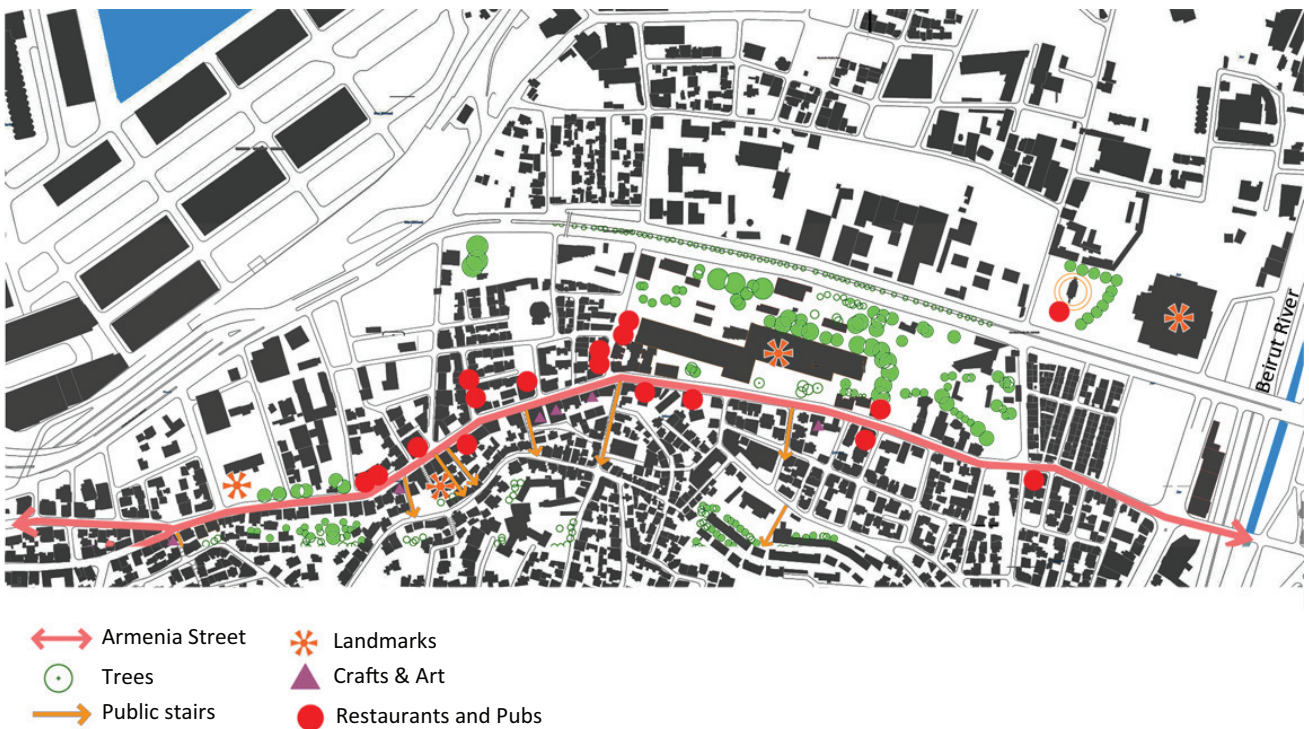 Beirut River
Armenia Street
Trees
Public stairs
Landmarks
Crafts & Art
Restaurants and Pubs